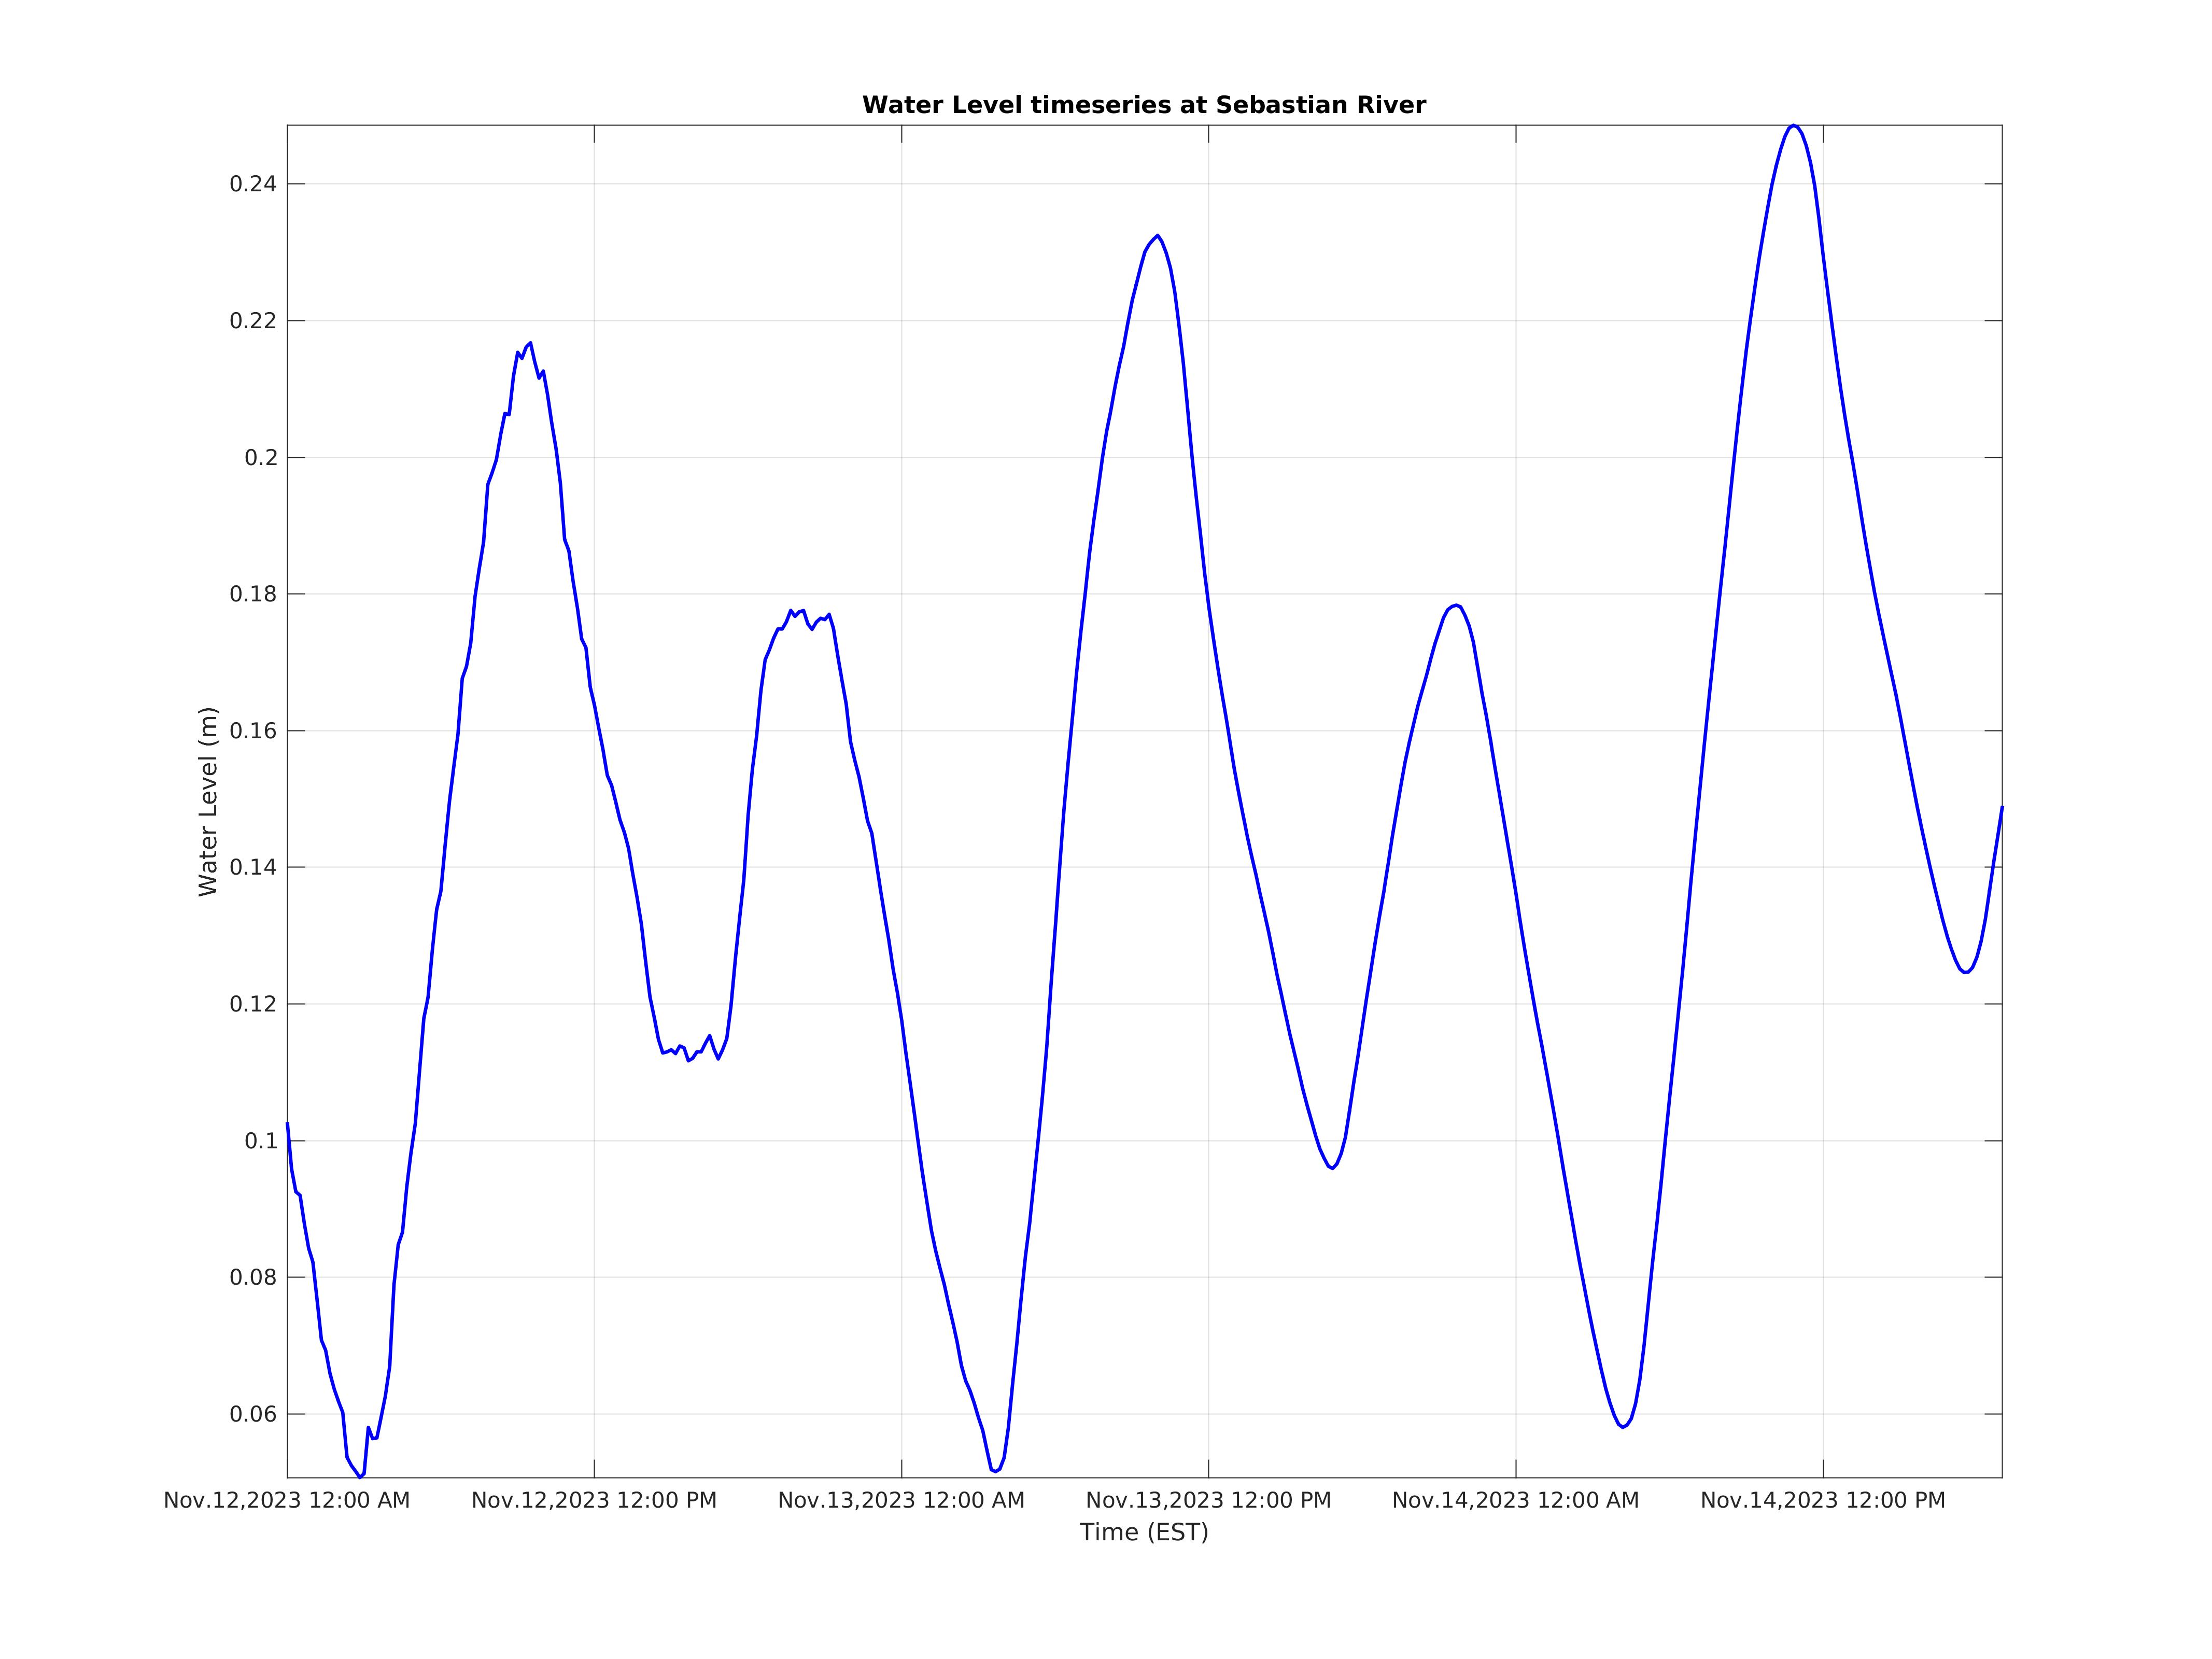 Water Level timeseries at Sebastian River
0.24
0.22
0.2
0.18
0.16
0.14
0.12
0.1
0.08
0.06
Water Level (m)
Nov.12,2023 12:00 AM
Nov.12,2023 12:00 PM
Nov.13,2023 12:00 AM
Nov.13,2023 12:00 PM
Nov.14,2023 12:00 AM
Nov.14,2023 12:00 PM
Time (EST)